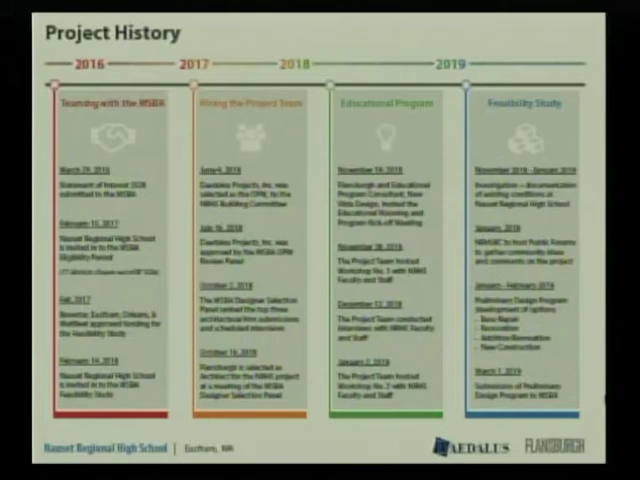 Project History
2016 2017 2018 2019
Teaming with the MSBA
March 29, 2016
Statement of Interest (SOI)
submitted to the MSBA
February 15, 2017
Nauset Regional High School
is invited in to the MSBA
Eligibility Period
Feb. 2017
Brewster, Eastham, Orleans, &
Wellfleet approved funding for
the Feasibility Study
February 14, 2018
Nauset Regional High School
is invited in to the MSBA
Feasibility Study
Hiring the Project Team
June 4, 2018
Daedalus Projects, Inc. was
selected as the OPM, to the
NRHS Building Committee
July 16, 2018
Daedalus Projects, Inc. was
approved by the MSBA OPM
Review Panel
October 2, 2018
The MSBA Designer Selection
Panel ranked the top three
architectural firm submissions
and scheduled interviews
October 16, 2018
Flansburgh is selected as
Architect for the NRHS project
at a meeting of the MSBA
Designer Selection Panel
Educational Program
November 19, 2018
Flansburgh and Educational
Program Consultant, New
Vista Design, hosted the
Educational Visioning and
Program Kick-off Meeting
November 28, 2018
The Project Team hosted
Workshop No. 1 with NRHS
Faculty and Staff
December 12, 2018
The Project Team conducted
interviews with NRHS Faculty
and Staff
January 2, 2019
The Project Team hosted
Workshop No. 2 with NRHS
Faculty and Staff
Feasibility Study
November 2018 - January 2019
Investigation + documentation
of existing conditions at
Nauset Regional High School
January, 2019
NRHSBC to host Public Forums
to gather community ideas
and comments on the project
January - February 2019
Preliminary Design Program
development of options
- Base Repair
- Renovation
- Addition/Renovation
- New Construction
March 1, 2019
Submission of Preliminary
Design Program to MSBA
Nauset Regional High School | Eastham, MA
DAEDALUS FLANSBURGH